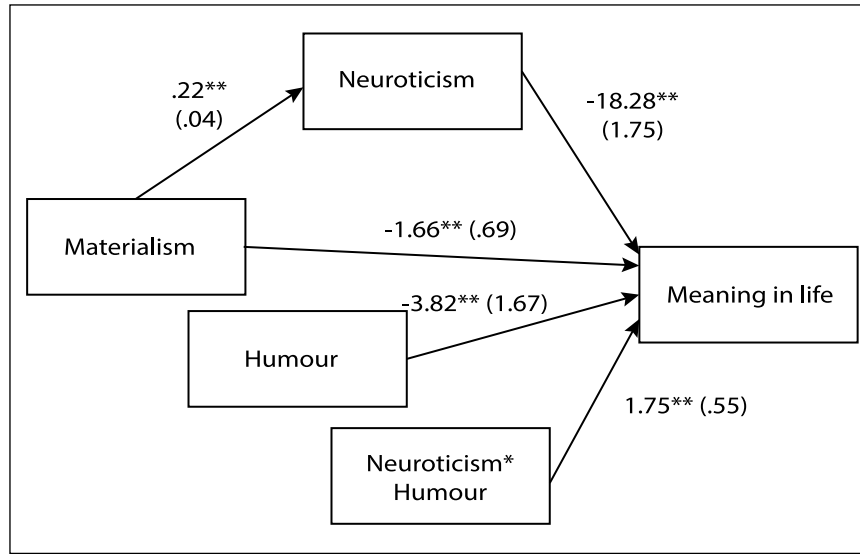 Neuroticism
.22**
(.04)
-18.28**
(1.75)
Materialism
-1.66** (.69)
Meaning in life
-3.82** (1.67)
Humour
1.75** (.55)
Neuroticism*
Humour